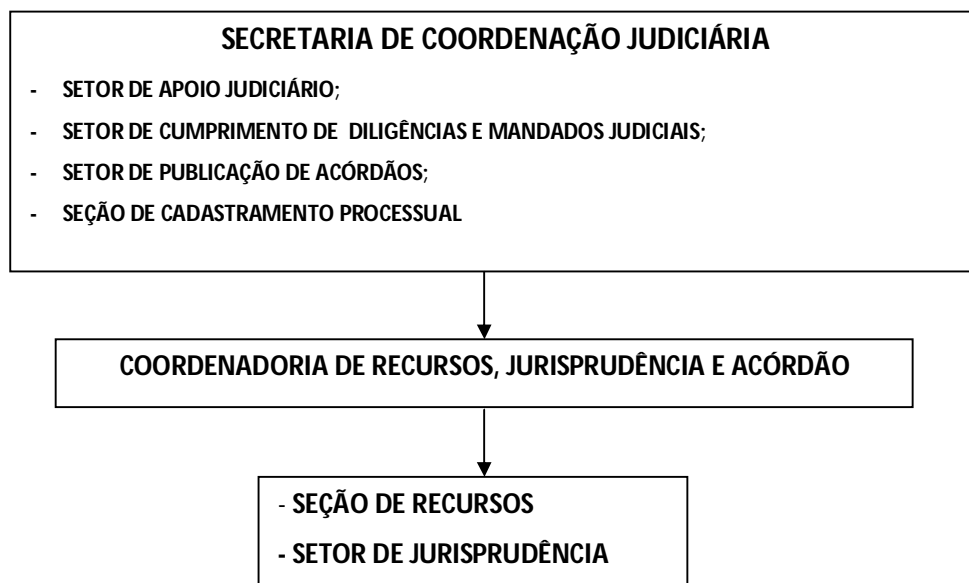 SECRETARIA DE COORDENAÇÃO JUDICIÁRIA
- SETOR DE APOIO JUDICIÁRIO;
- SETOR DE CUMPRIMENTO DE DILIGÊNCIAS E MANDADOS JUDICIAIS;
- SETOR DE PUBLICAÇÃO DE ACÓRDÃOS;
- SEÇÃO DE CADASTRAMENTO PROCESSUAL
COORDENADORIA DE RECURSOS, JURISPRUDÊNCIA E ACÓRDÃO
- SEÇÃO DE RECURSOS
- SETOR DE JURISPRUDÊNCIA